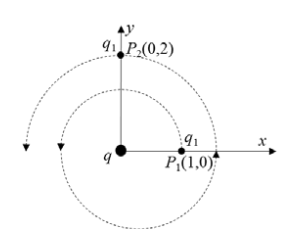 y
q₁ P₂(0,2)
q₁ x
q P₁(1,0)